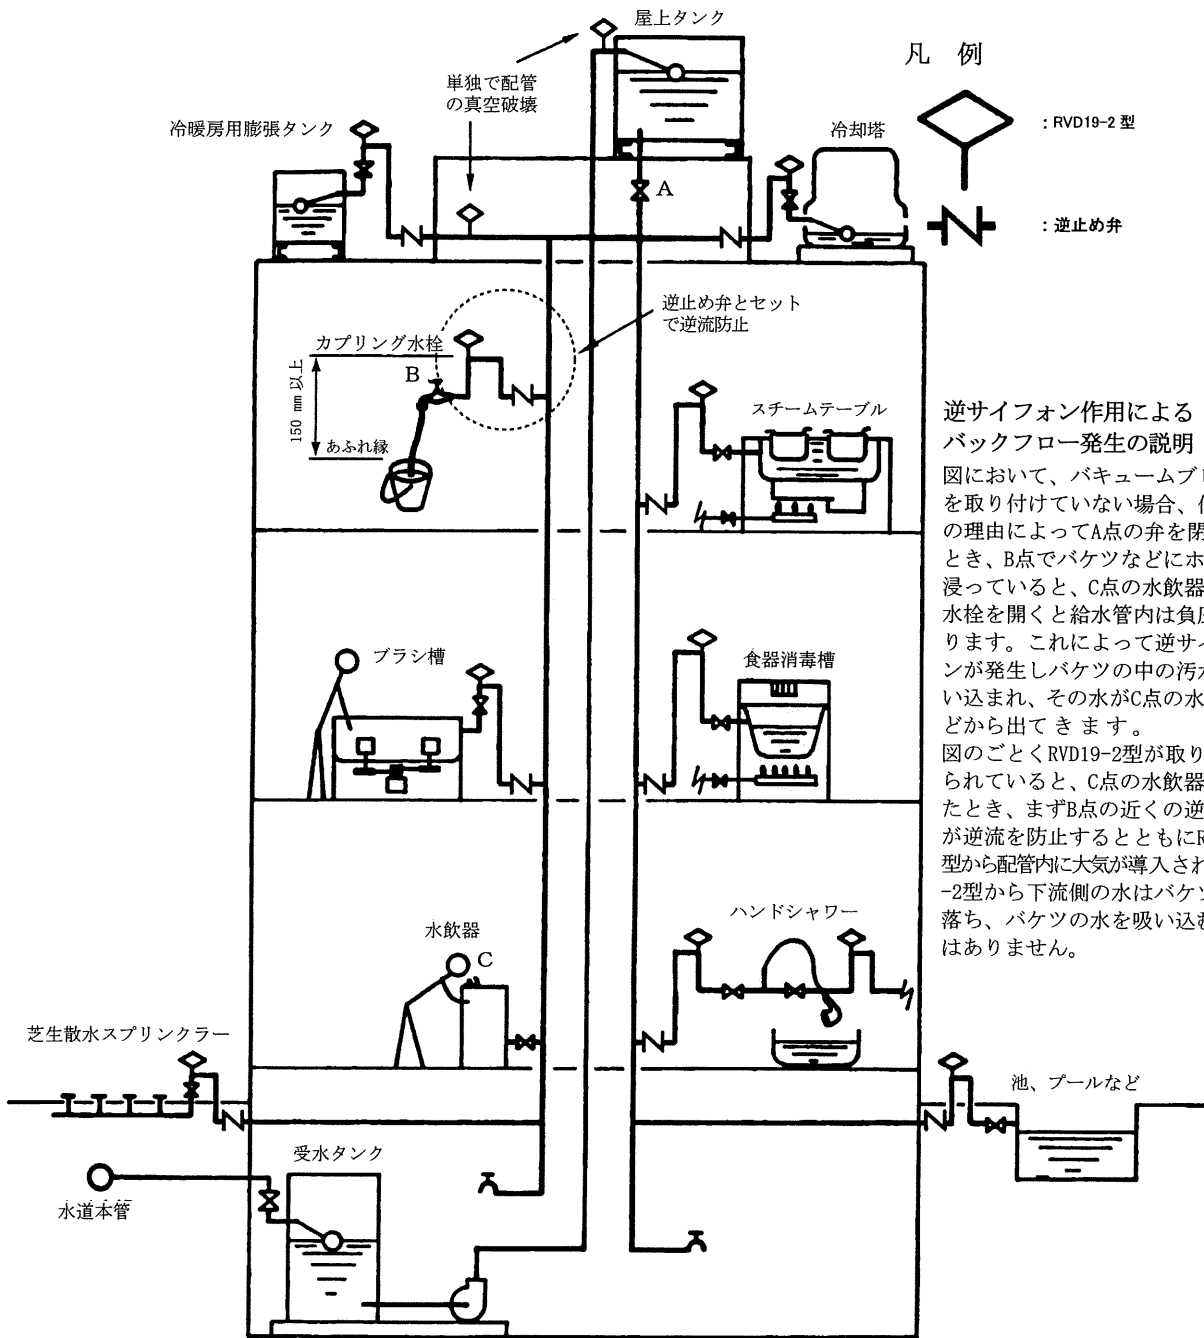 屋上タンク
凡 例
単独で配管
の真空破壊
冷暖房用膨張タンク
冷却塔
: RVD19-2 型
A
: 逆止め弁
逆止め弁とセット
で逆流防止
カプリング水栓
B
150 mm 以上
あふれ縁
スチームテーブル
逆サイフォン作用による
バックフロー発生の説明
図において、バキュームブ
を取り付けていない場合、
の理由によってA点の弁を閉
とき、B点でバケツなどにホ
浸っていると、C点の水飲器
水栓を開くと給水管内は負
ります。これによって逆サ
ンが発生しバケツの中の汚
い込まれ、その水がC点の水
どから出てきます。
図のごとくRVD19-2型が取り
られていると、C点の水飲器
たとき、まずB点の近くの逆
が逆流を防止するとともに
型から配管内に大気が導入され
-2型から下流側の水はバケ
落ち、バケツの水を吸い込
はありません。
ブラシ槽
食器消毒槽
水飲器
C
ハンドシャワー
芝生散水スプリンクラー
池、プールなど
受水タンク
水道本管